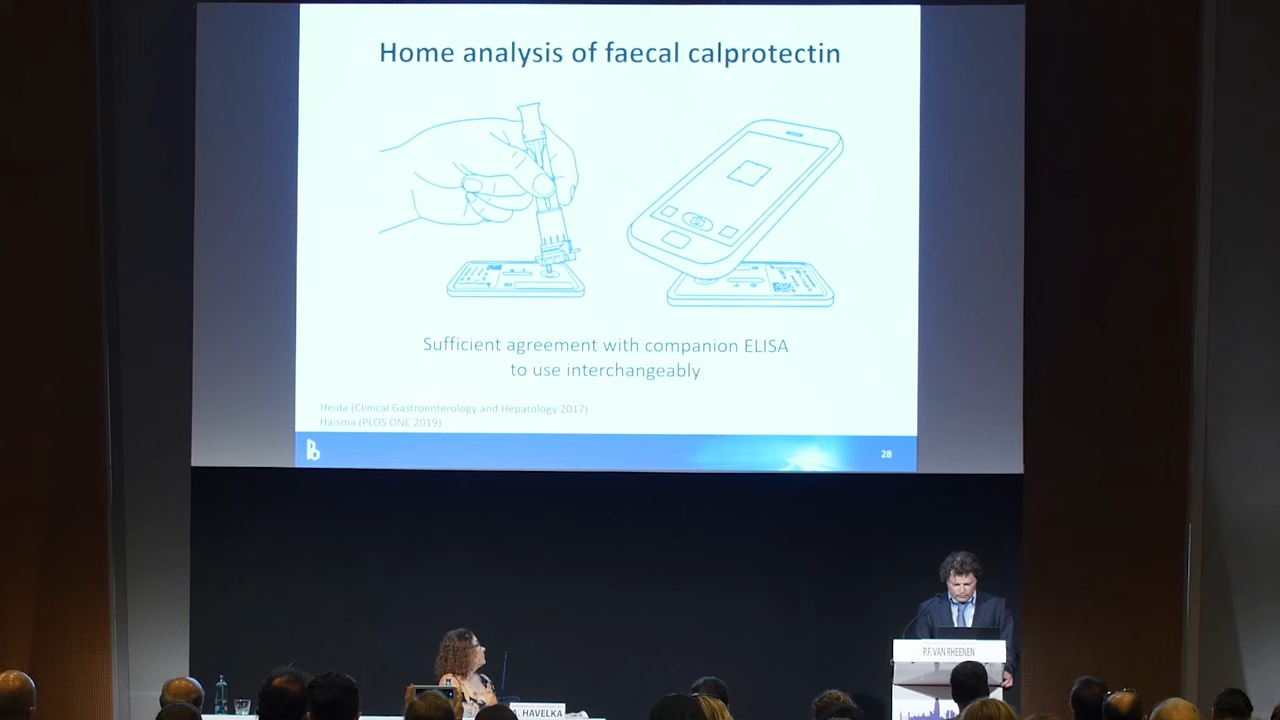 Home analysis of faecal calprotectin
Sufficient agreement with companion ELISA
to use interchangeably
Heida (Clinical Gastroenterology and Hepatology 2017)
Haisma (PLOS ONE 2019)
28
P.F. VAN RHEENEN
HAVELKA